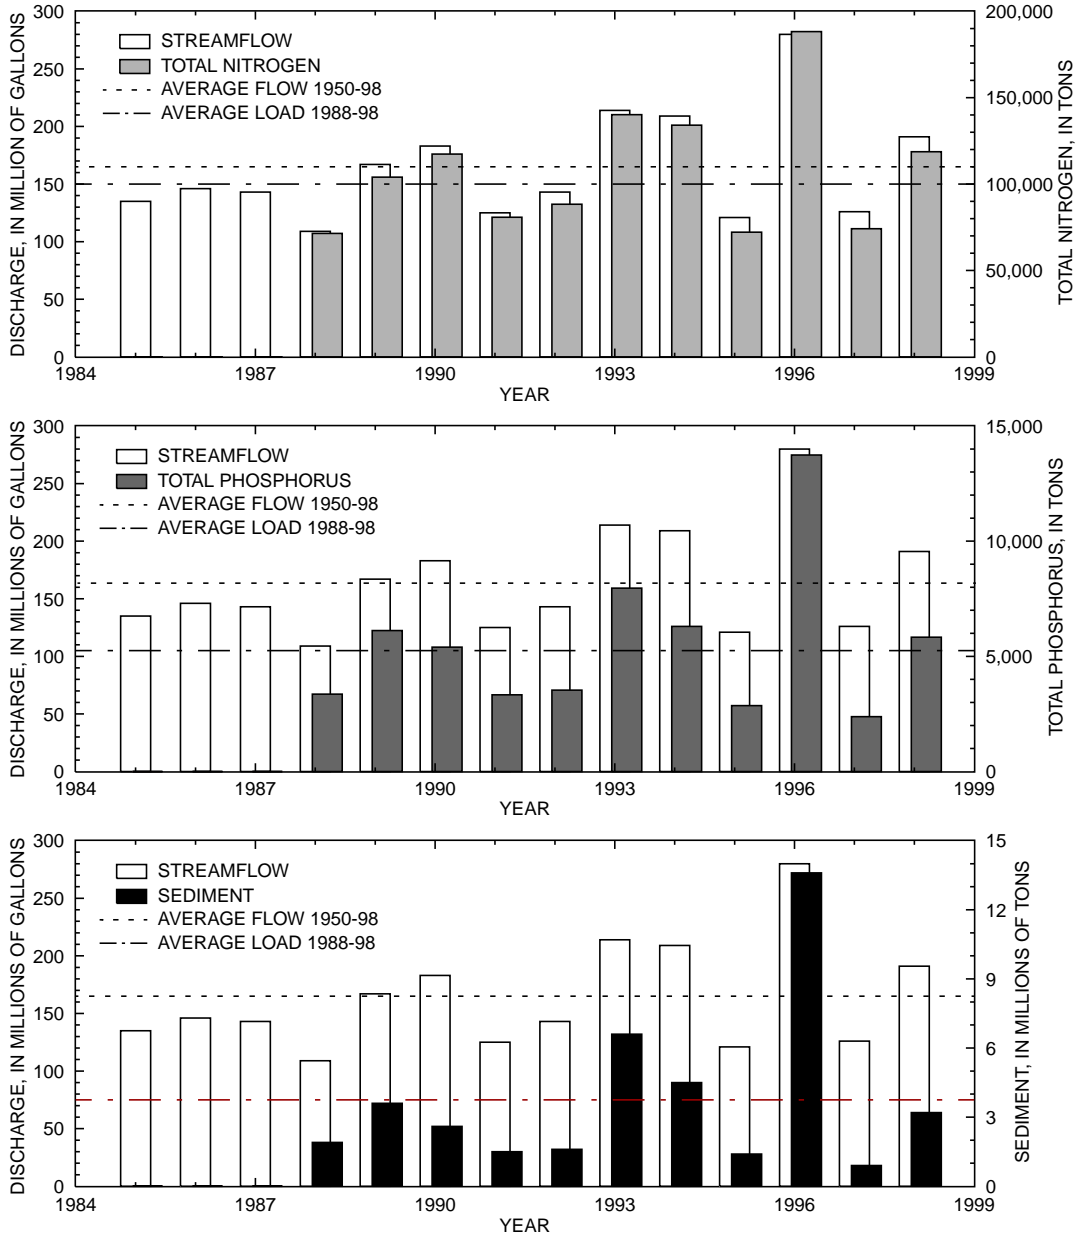 DISCHARGE, IN MILLION OF GALLONS
300
250
200
150
100
50
0
STREAMFLOW
TOTAL NITROGEN
AVERAGE FLOW 1950-98
AVERAGE LOAD 1988-98
200,000
150,000
100,000
50,000
0
TOTAL NITROGEN, IN TONS
1984 1987 1990 1993 1996 1999
YEAR
DISCHARGE, IN MILLIONS OF GALLONS
300
250
200
150
100
50
0
STREAMFLOW
TOTAL PHOSPHORUS
AVERAGE FLOW 1950-98
AVERAGE LOAD 1988-98
15,000
10,000
5,000
0
TOTAL PHOSPHORUS, IN TONS
1984 1987 1990 1993 1996 1999
YEAR
DISCHARGE, IN MILLIONS OF GALLONS
300
250
200
150
100
50
0
STREAMFLOW
SEDIMENT
AVERAGE FLOW 1950-98
AVERAGE LOAD 1988-98
15
12
9
6
3
0
SEDIMENT, IN MILLIONS OF TONS
1984 1987 1990 1993 1996 1999
YEAR